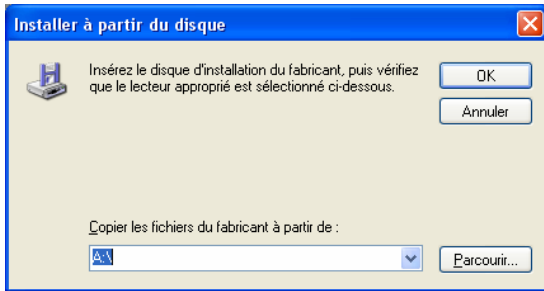 Installer à partir du disque
Insérez le disque d'installation du fabricant, puis vérifiez
que le lecteur approprié est sélectionné ci-dessous.
OK
Annuler
Copier les fichiers du fabricant à partir de :
A:\
Parcourir...